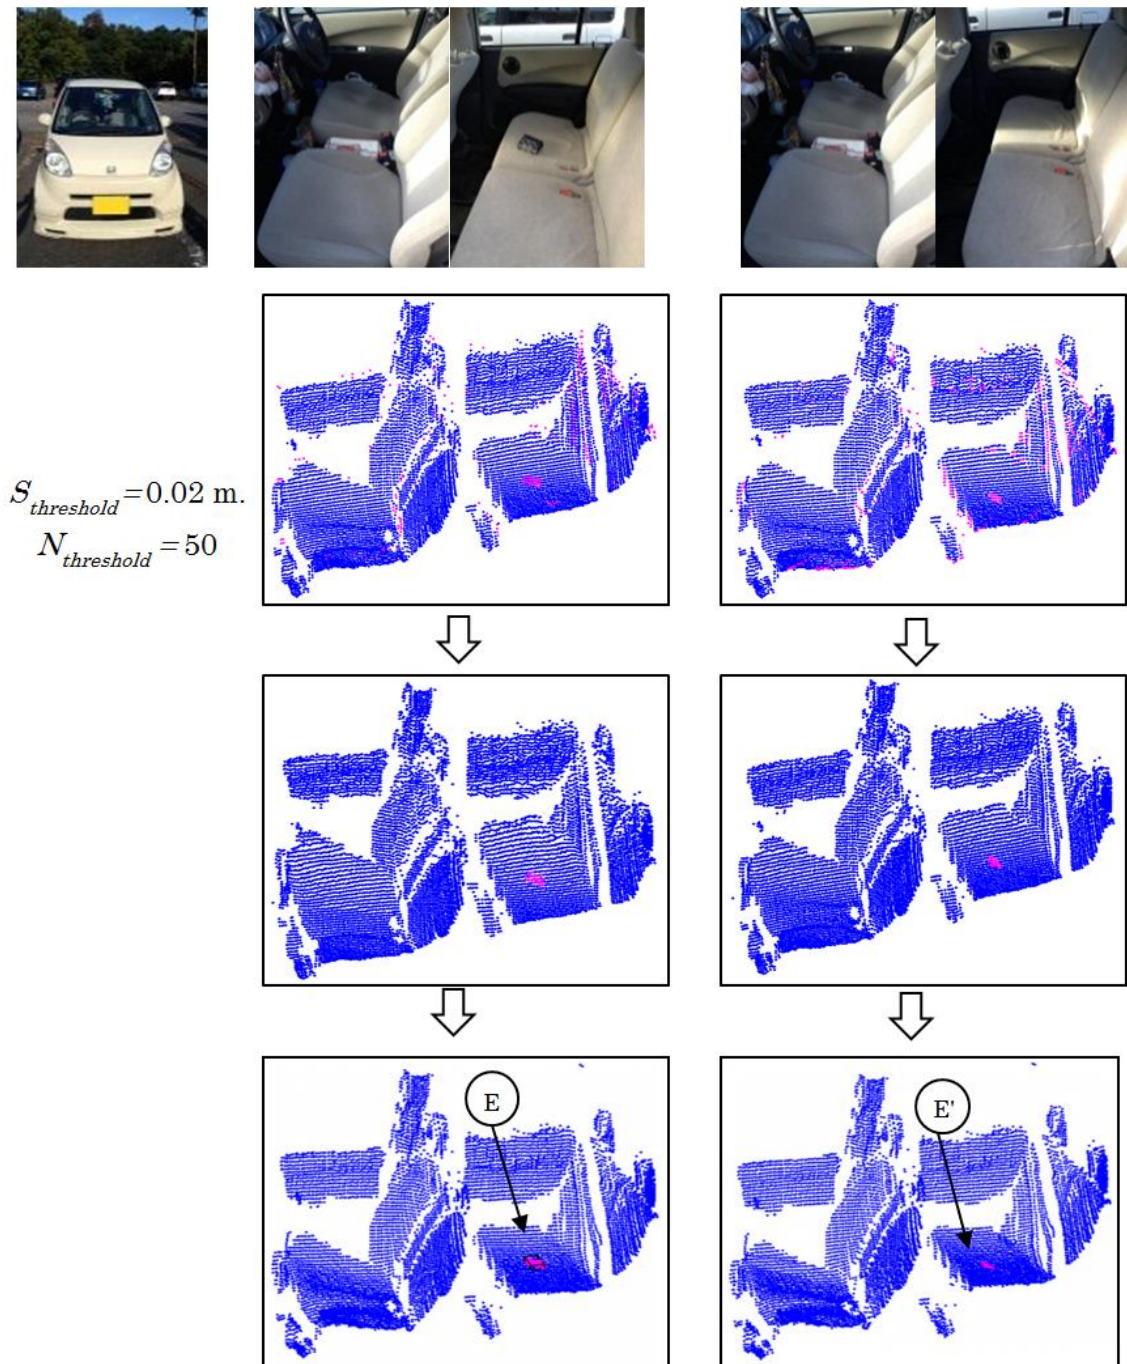 S_threshold = 0.02 m.
N_threshold = 50
E
E'